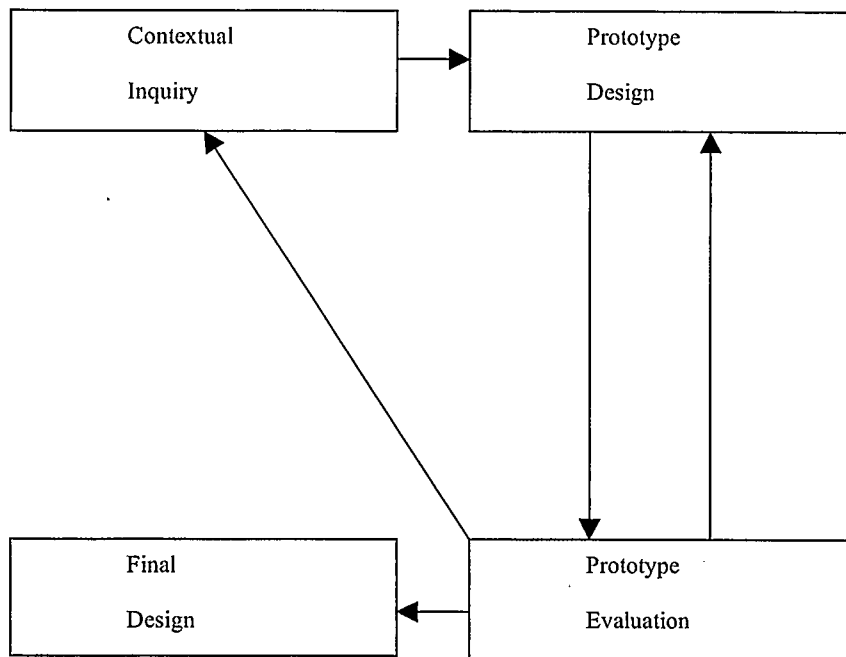 Contextual
Inquiry
Prototype
Design
Final
Design
Prototype
Evaluation